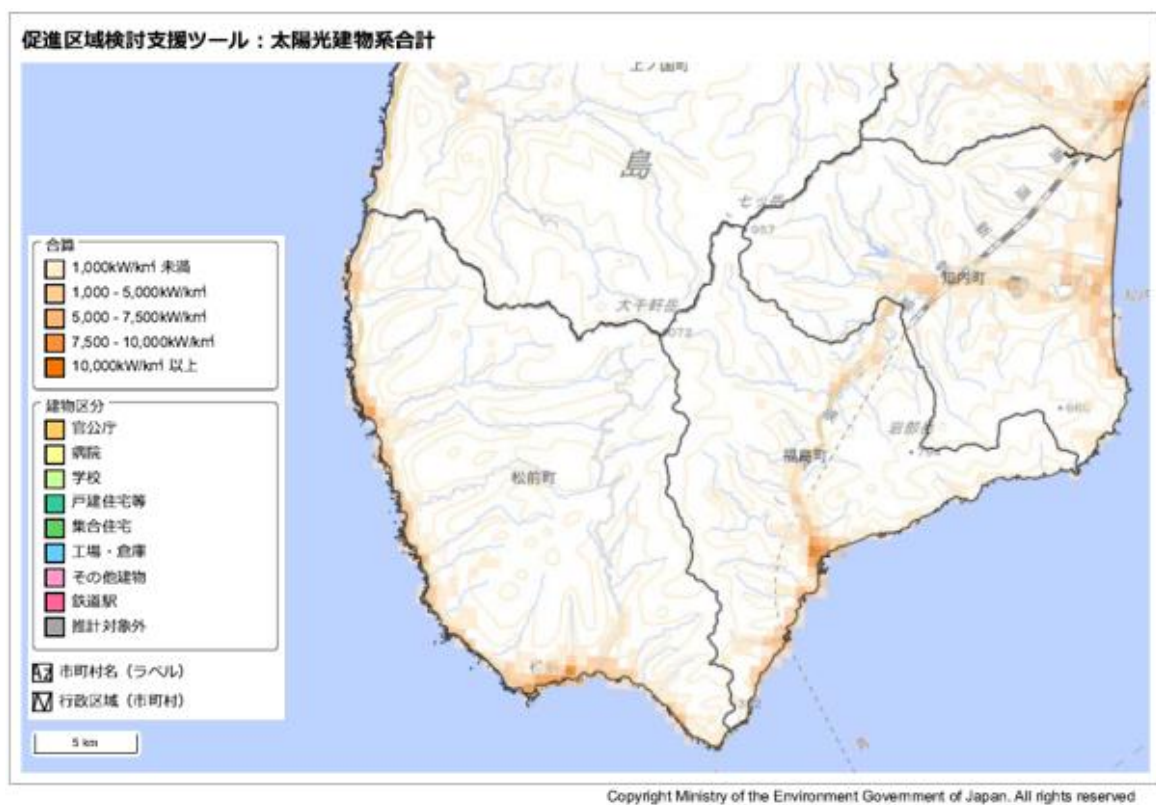 促進区域検討支援ツール：太陽光建物系合計
上ノ国町
島
七ッ岳
957
知内町
大千軒岳
岩部岳
福島町
松前町
合算
1,000kW/k㎡ 未満
1,000 - 5,000kW/k㎡
5,000 - 7,500kW/k㎡
7,500 - 10,000kW/k㎡
10,000kW/k㎡ 以上
建物区分
官公庁
病院
学校
戸建住宅等
集合住宅
工場・倉庫
その他建物
鉄道駅
推計対象外
市町村名（ラベル）
行政区域（市町村）
5 km
Copyright Ministry of the Environment Government of Japan. All rights reserved